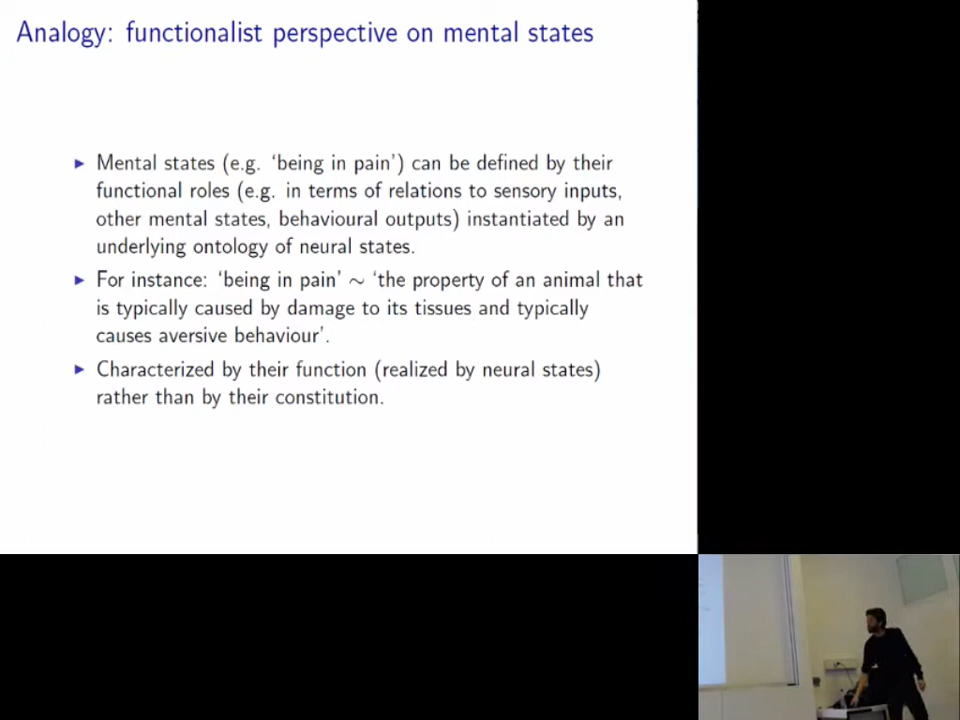 Analogy: functionalist perspective on mental states
▶ Mental states (e.g. ‘being in pain’) can be defined by their
functional roles (e.g. in terms of relations to sensory inputs,
other mental states, behavioural outputs) instantiated by an
underlying ontology of neural states.
▶ For instance: ‘being in pain’ ∼ ‘the property of an animal that
is typically caused by damage to its tissues and typically
causes aversive behaviour’.
▶ Characterized by their function (realized by neural states)
rather than by their constitution.